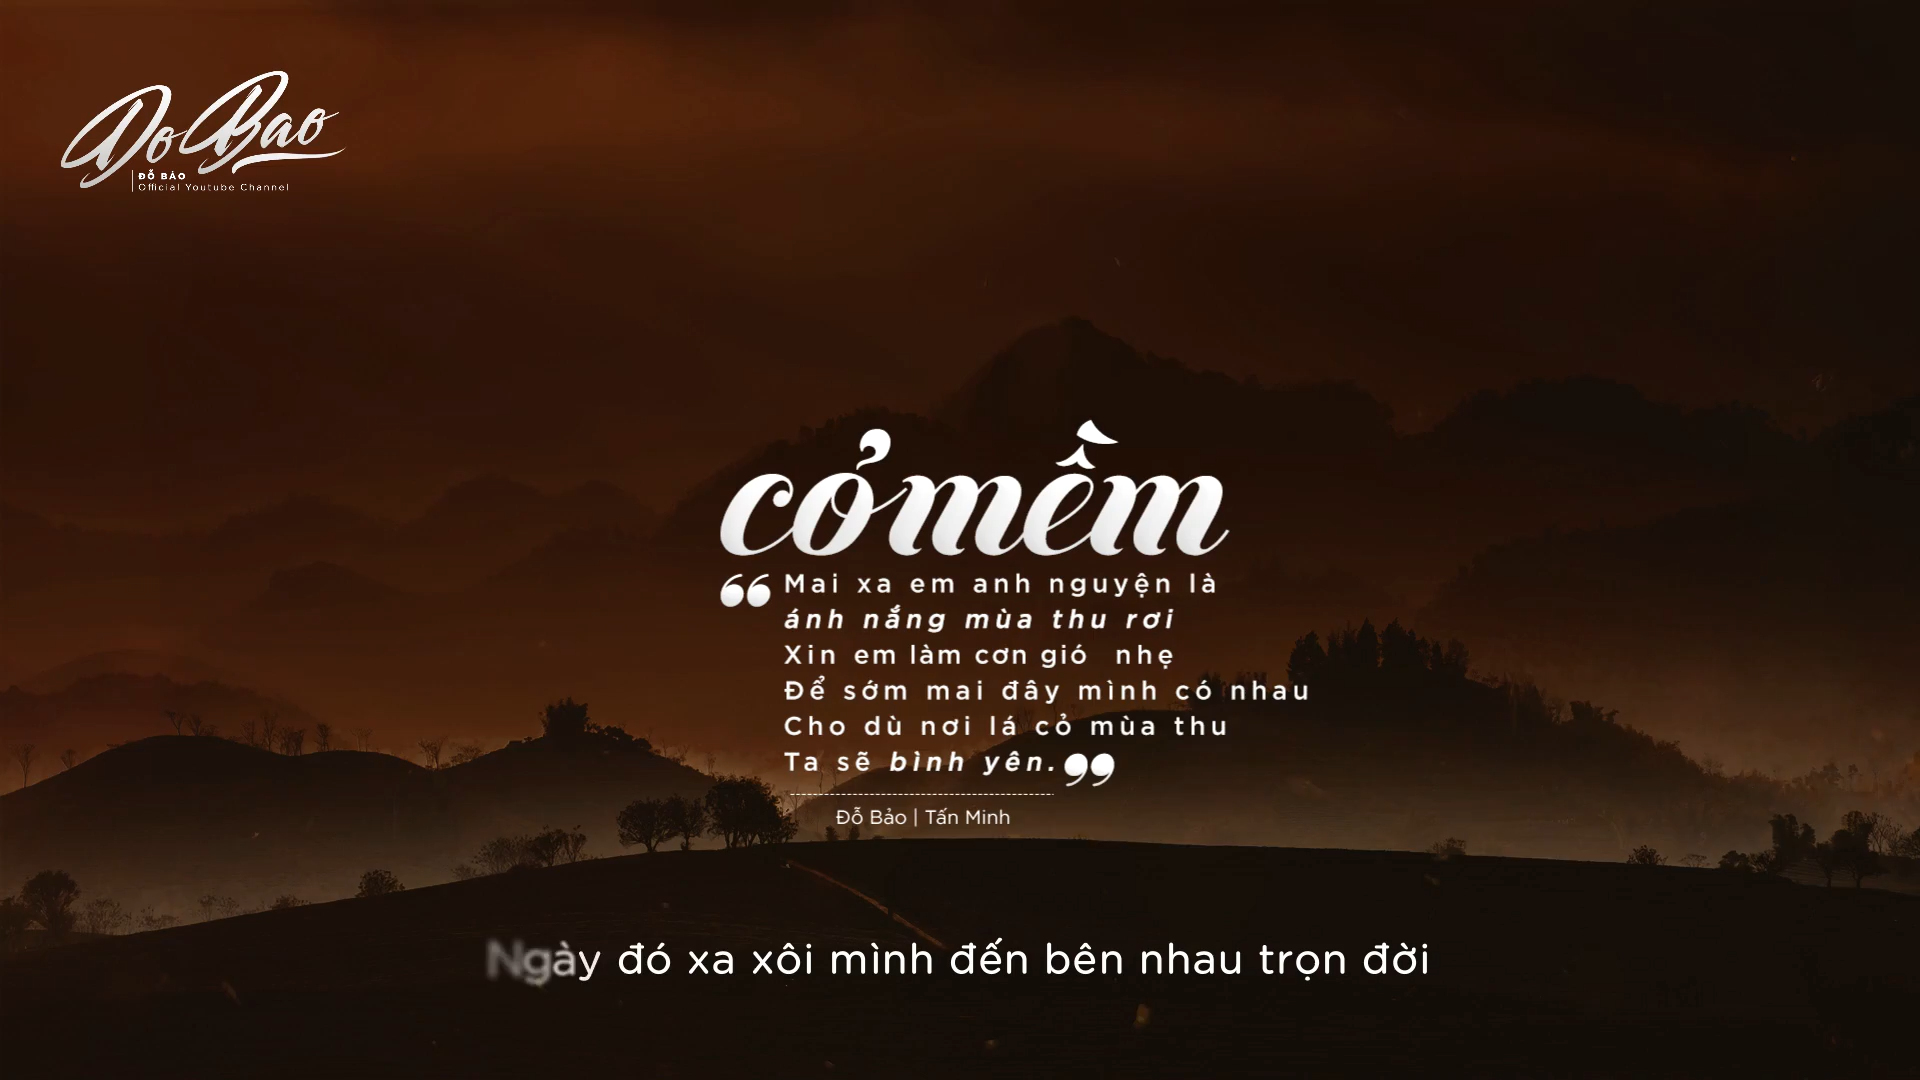 Do Bao
ĐỖ BẢO
Official Youtube Channel
cỏ mềm
“ Mai xa em anh nguyện là
ánh nắng mùa thu rơi
Xin em làm cơn gió nhẹ
Để sớm mai đây mình có nhau
Cho dù nơi lá cỏ mùa thu
Ta sẽ bình yên. ”
Đỗ Bảo | Tấn Minh
Ngày đó xa xôi mình đến bên nhau trọn đời